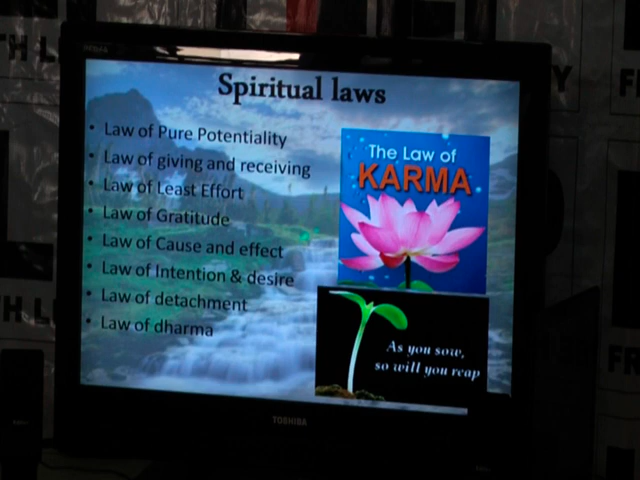 Spiritual laws
• Law of Pure Potentiality
• Law of giving and receiving
• Law of Least Effort
• Law of Gratitude
• Law of Cause and effect
• Law of Intention & desire
• Law of detachment
• Law of dharma
The Law of
KARMA
As you sow,
so will you reap
TOSHIBA